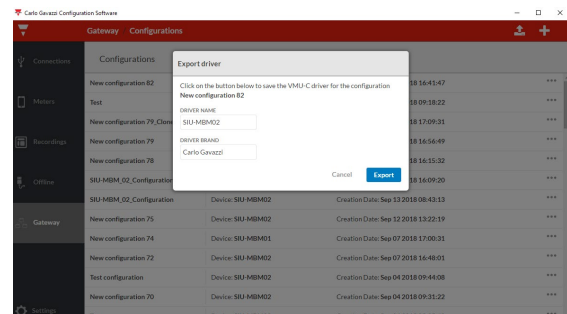 Carlo Gavazzi Configuration Software
Gateway Configurations
Connections
Meters
Recordings
Offline
Gateway
Settings
Configurations
New configuration 82 18 16:41:47
Test 18 09:18:22
New configuration 79_Clone 18 17:09:31
New configuration 79 18 16:56:49
New configuration 78 18 16:15:32
SIU-MBM_02_Configuration 18 16:09:20
SIU-MBM_02_Configuration Device: SIU-MBM02 Creation Date: Sep 13 2018 08:43:13
New configuration 75 Device: SIU-MBM02 Creation Date: Sep 12 2018 13:22:19
New configuration 74 Device: SIU-MBM01 Creation Date: Sep 07 2018 17:00:31
New configuration 72 Device: SIU-MBM02 Creation Date: Sep 07 2018 16:48:01
Test configuration Device: SIU-MBM02 Creation Date: Sep 04 2018 09:44:08
New configuration 70 Device: SIU-MBM02 Creation Date: Sep 04 2018 09:31:22
Export driver
Click on the button below to save the VMU-C driver for the configuration
New configuration 82
DRIVER NAME
SIU-MBM02
DRIVER BRAND
Carlo Gavazzi
Cancel Export